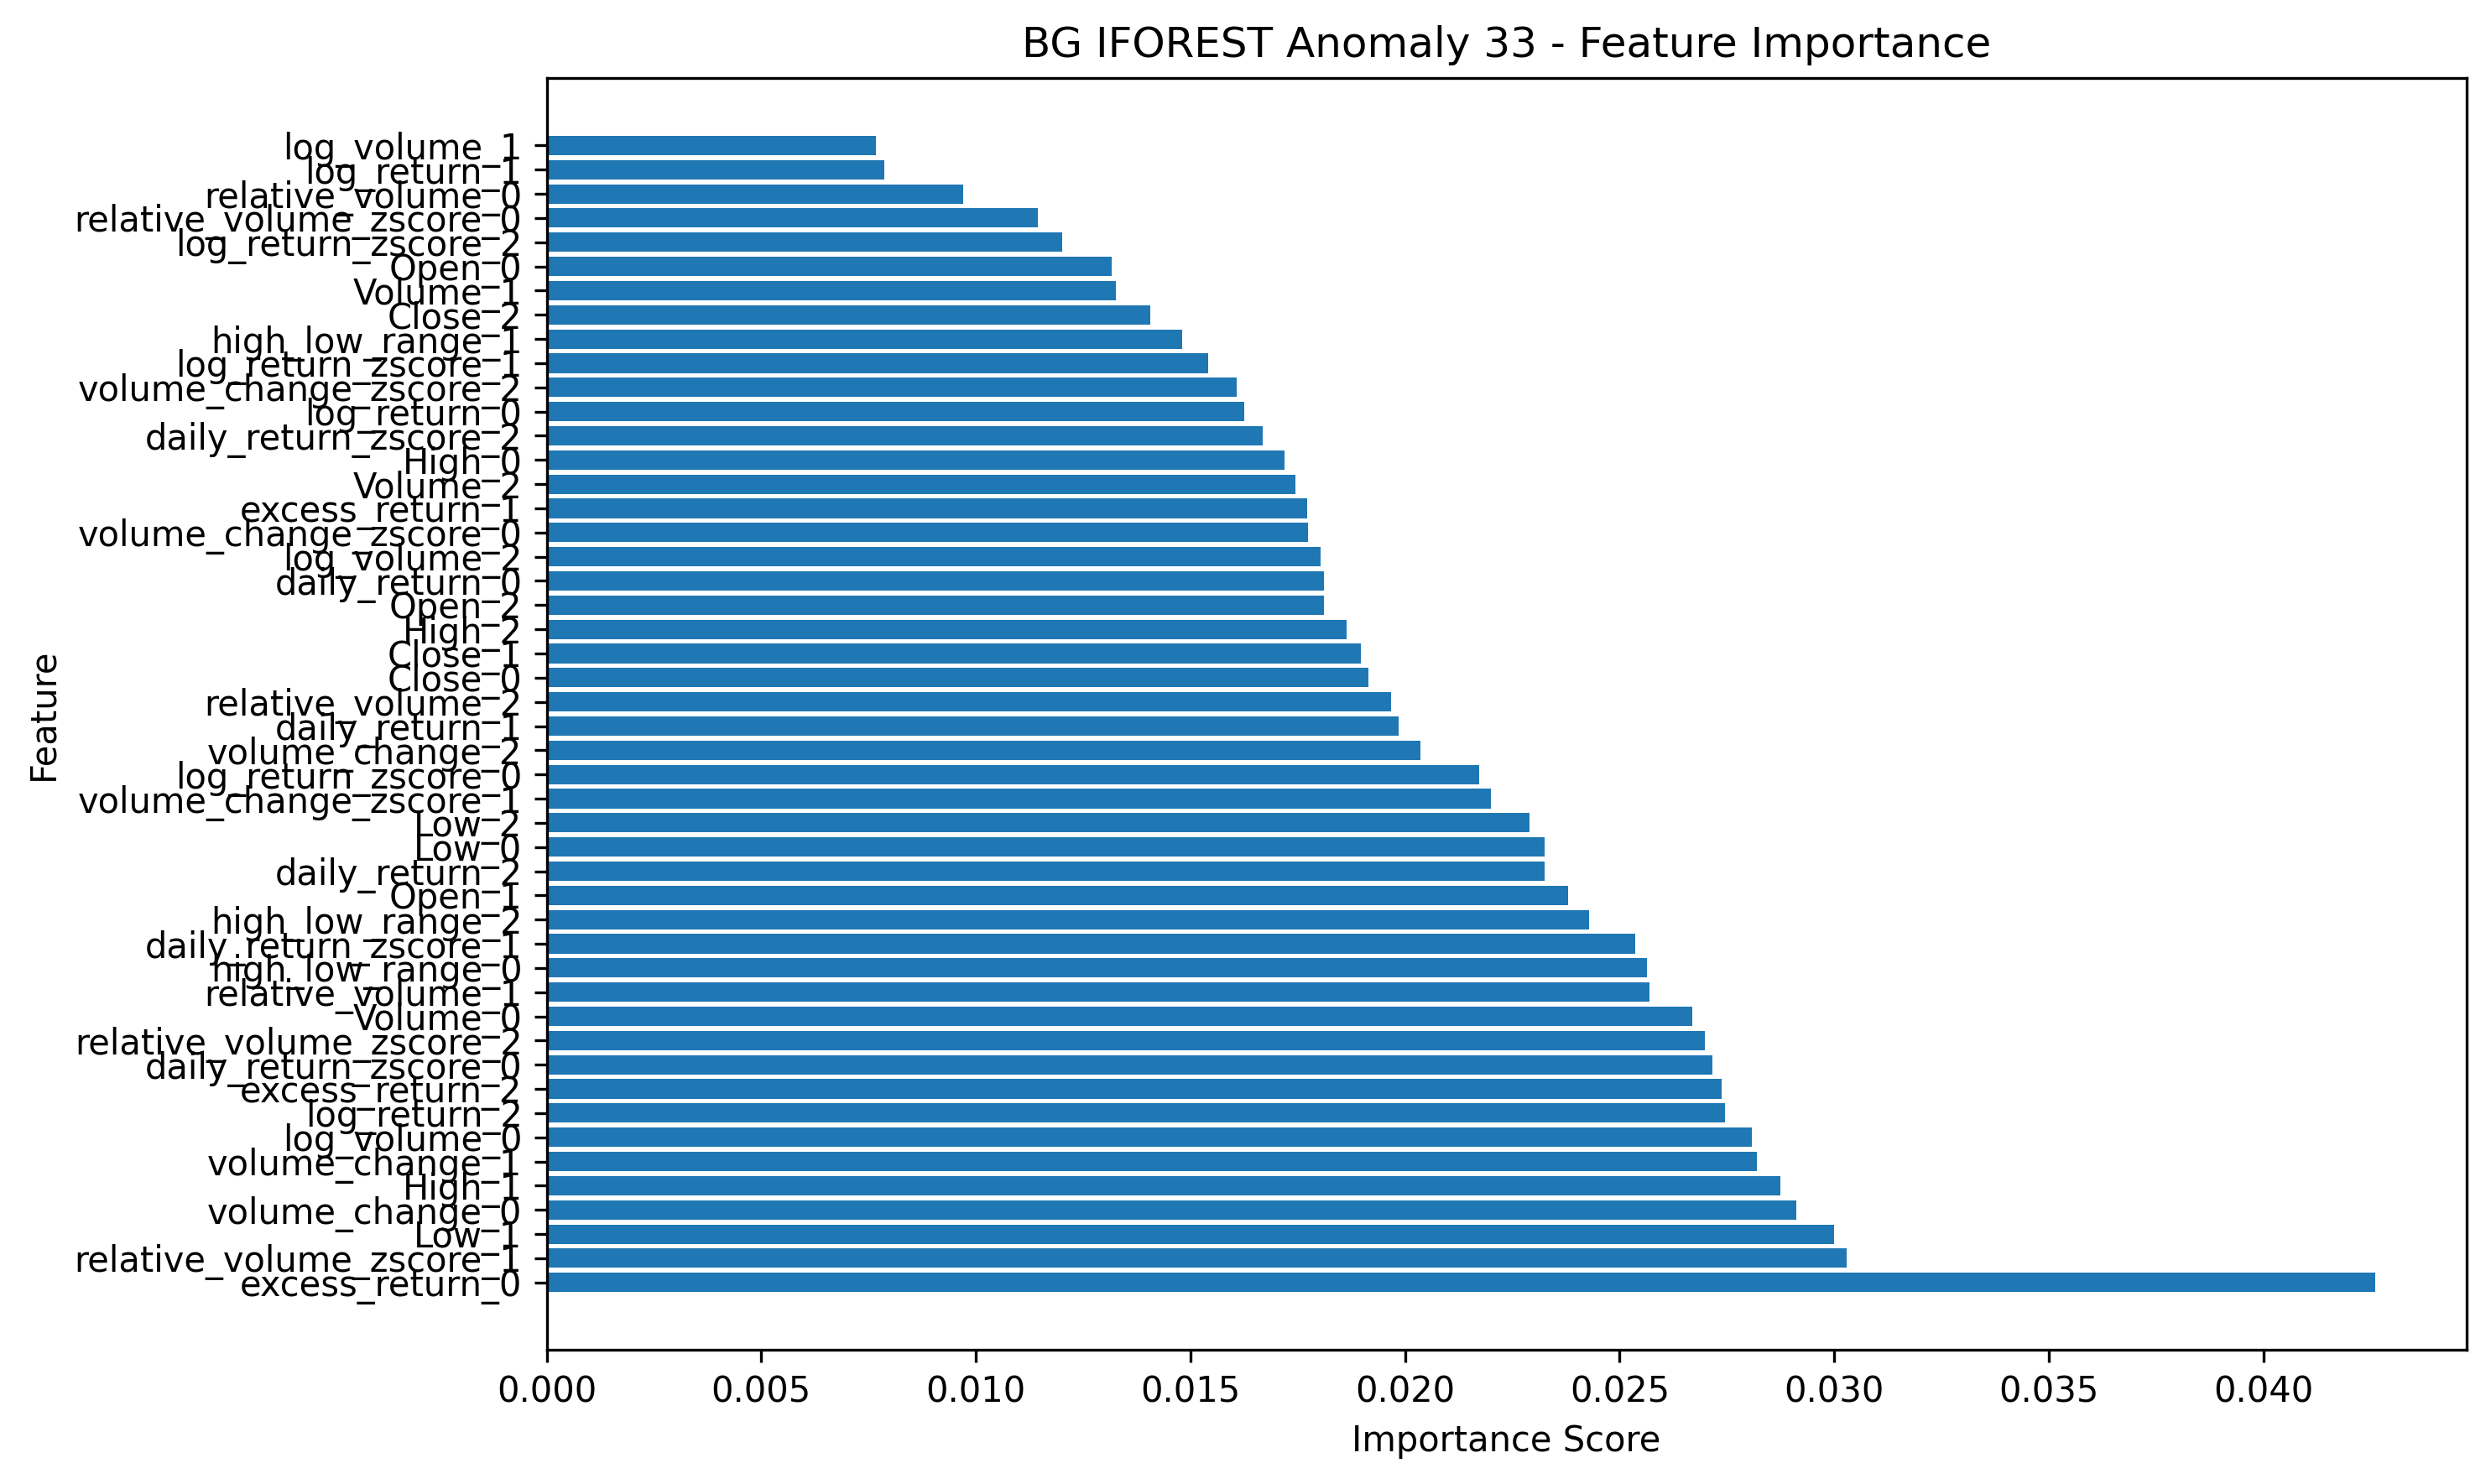 BG IFOREST Anomaly 33 - Feature Importance
log_volume_1
log_return_1
relative_volume_0
relative_volume_zscore_0
log_return_zscore_2
Open_0
Volume_1
Close_2
high_low_range_1
log_return_zscore_1
volume_change_zscore_2
log_return_0
daily_return_zscore_2
High_0
Volume_2
excess_return_1
volume_change_zscore_0
log_volume_2
daily_return_0
Open_2
High_2
Close_1
Close_0
relative_volume_2
daily_return_1
volume_change_2
log_return_zscore_0
volume_change_zscore_1
Low_2
Low_0
daily_return_2
Open_1
high_low_range_2
daily_return_zscore_1
high_low_range_0
relative_volume_1
Volume_0
relative_volume_zscore_2
daily_return_zscore_0
excess_return_2
log_return_2
log_volume_0
volume_change_1
High_1
volume_change_0
Low_1
relative_volume_zscore_1
excess_return_0
Feature
0.000 0.005 0.010 0.015 0.020 0.025 0.030 0.035 0.040
Importance Score